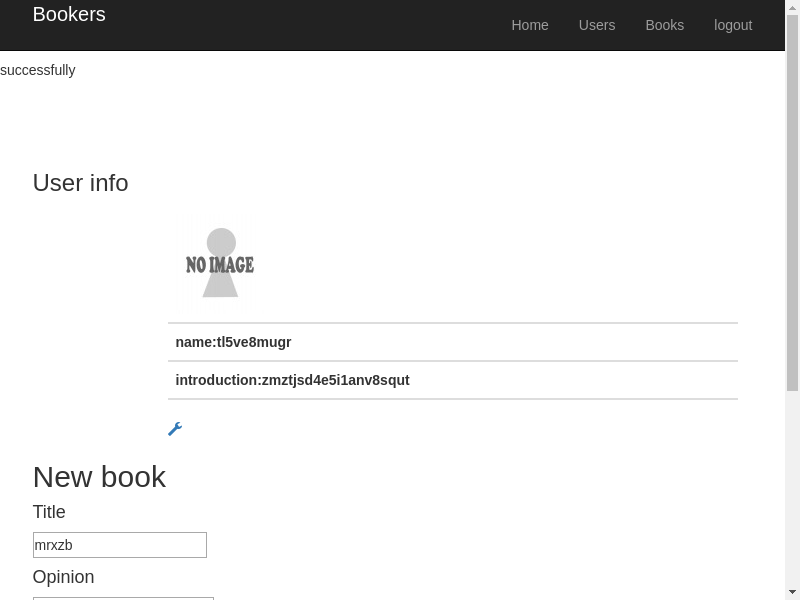 Bookers
Home Users Books logout
successfully
User info
NO IMAGE
name:tl5ve8mugr
introduction:zmztjsd4e5i1anv8squt
New book
Title
mrxzb
Opinion